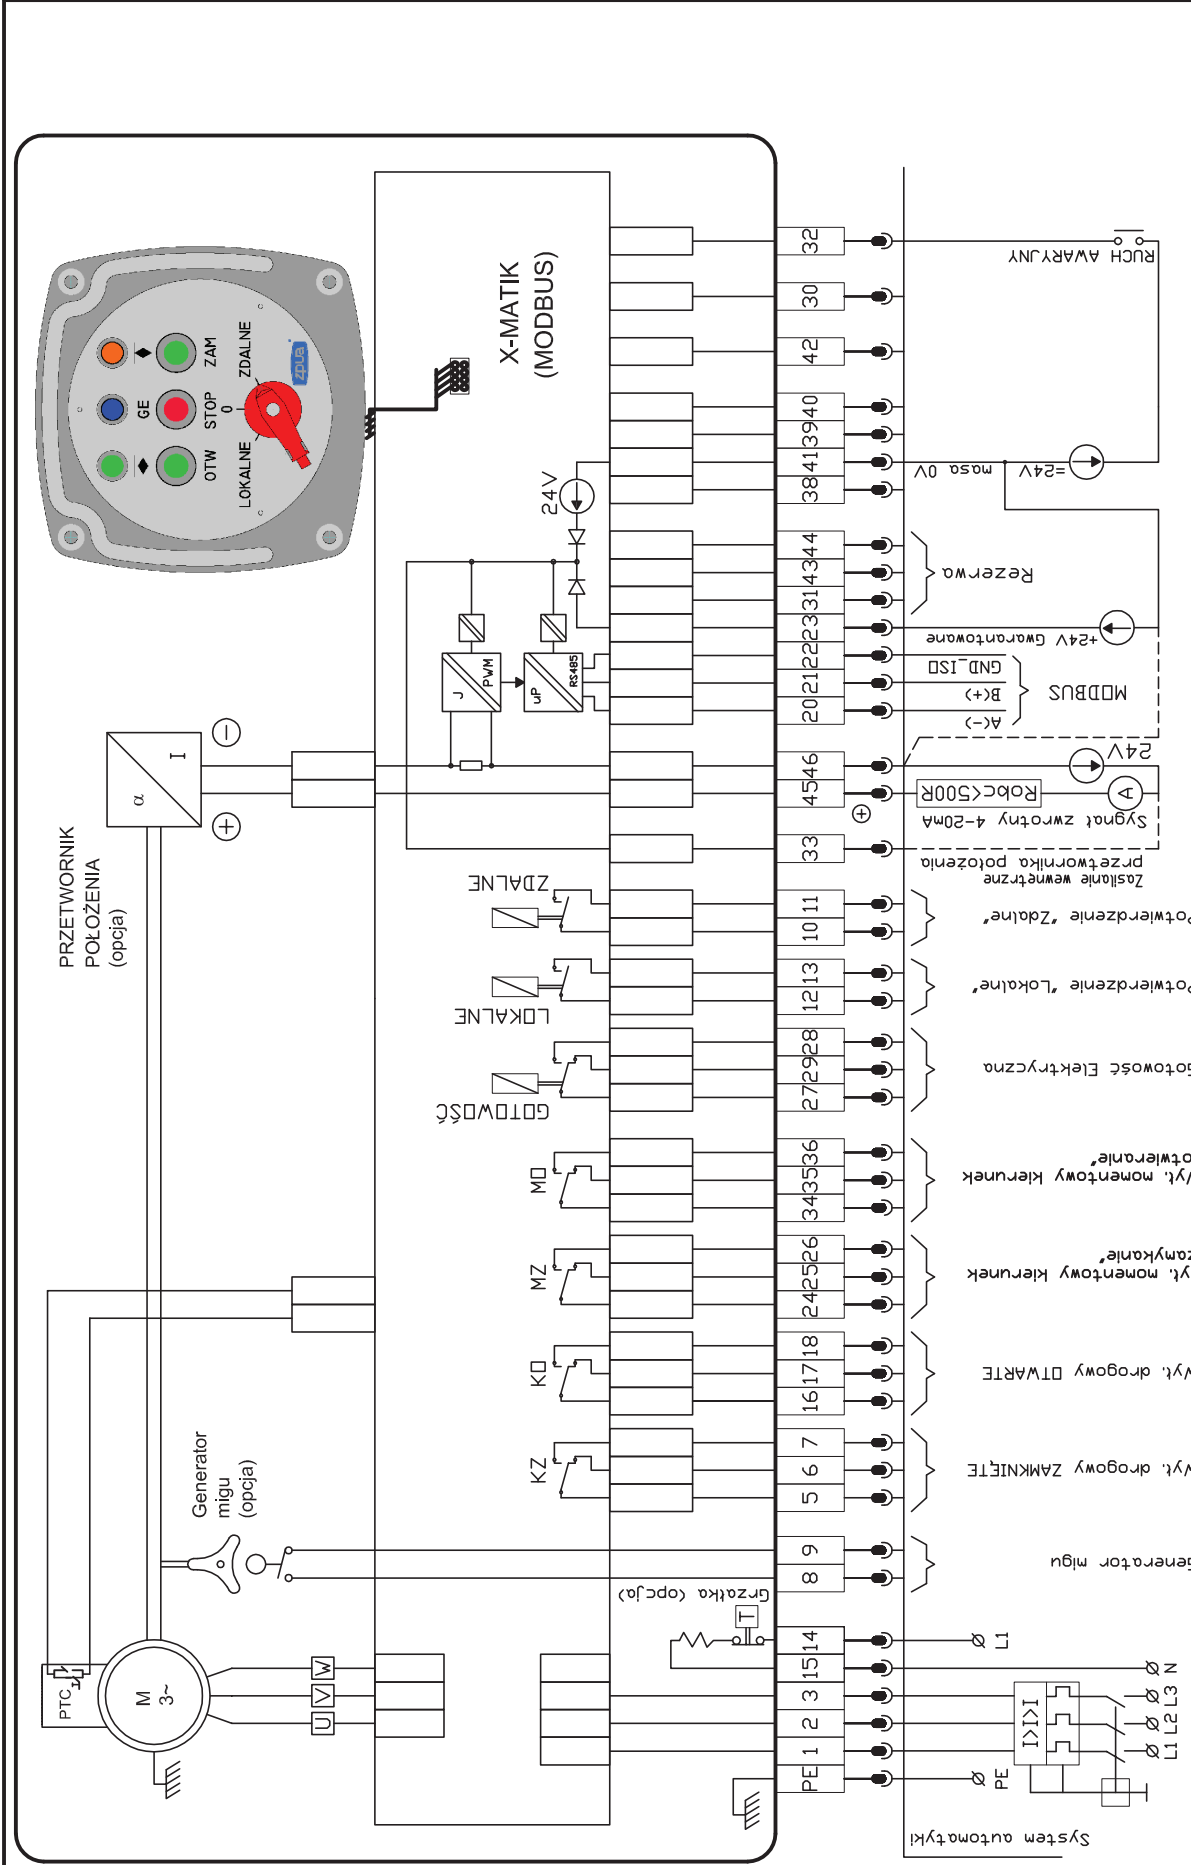 OTW
STOP
ZAM
GE
LOKALNE
0
ZDALNE
zpua
X-MATIK
(MODBUS)
24V
J
PWM
uP
RS485
PRZETWORNIK
POŁOŻENIA
(opcja)
α
I
−
+
ZDALNE
LOKALNE
GOTOWOŚĆ
MO
MZ
KO
KZ
Generator
migu
(opcja)
PTC
M
3~
U
V
W
Grzałka (opcja)
T
32
30
42
40
39
41
38
44
43
31
23
22
21
20
46
45
33
11
10
13
12
28
29
27
36
35
34
26
25
24
18
17
16
7
6
5
9
8
14
15
3
2
1
PE
RUCH AWARYJNY
masa 0V
=24V
Rezerwa
+24V Gwarantowane
GND_ISO
B(+)
A(-)
MODBUS
24V
Robc<500R
A
+
Sygnał zwrotny 4-20mA
Zasilanie wewnętrzne
przetwornika położenia
Potwierdzenie "Zdalne"
Potwierdzenie "Lokalne"
Gotowość Elektryczna
Wył. momentowy kierunek
otwieranie"
Wył. momentowy kierunek
zamykanie"
Wył. drogowy OTWARTE
Wył. drogowy ZAMKNIĘTE
Generator migu
L1
N
L3
L2
L1
PE
I>I>I>
System automatyki